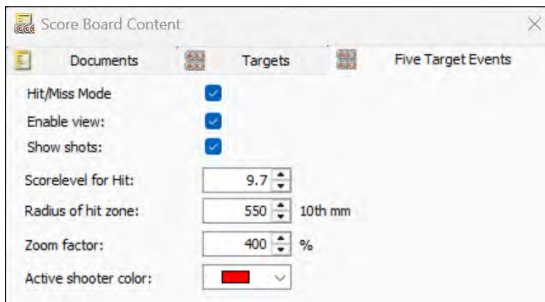 Score Board Content
Documents Targets Five Target Events
Hit/Miss Mode
Enable view:
Show shots:
Scorelevel for Hit: 9.7
Radius of hit zone: 550 10th mm
Zoom factor: 400 %
Active shooter color: